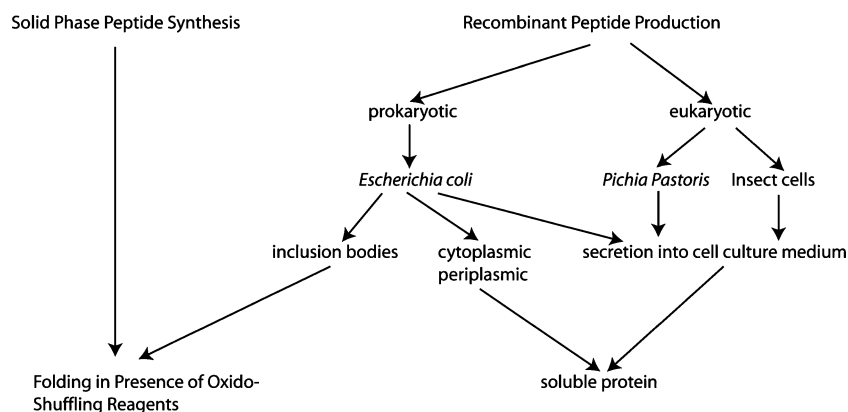 Solid Phase Peptide Synthesis
Recombinant Peptide Production
prokaryotic
eukaryotic
Escherichia coli
Pichia Pastoris
Insect cells
inclusion bodies
cytoplasmic
periplasmic
secretion into cell culture medium
Folding in Presence of Oxido-
Shuffling Reagents
soluble protein